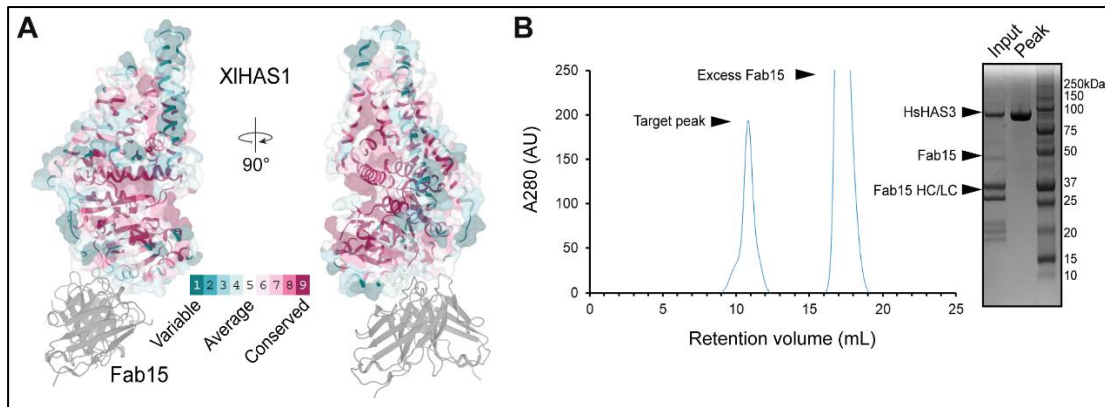 A
XlHAS1
90°
1 2 3 4 5 6 7 8 9
Variable
Average
Conserved
Fab15
B
250
200
150
100
50
0
A280 (AU)
Target peak
Excess Fab15
0 5 10 15 20 25
Retention volume (mL)
Input
Peak
HsHAS3
Fab15
Fab15 HC/LC
250kDa
150
100
75
50
37
25
20
15
10